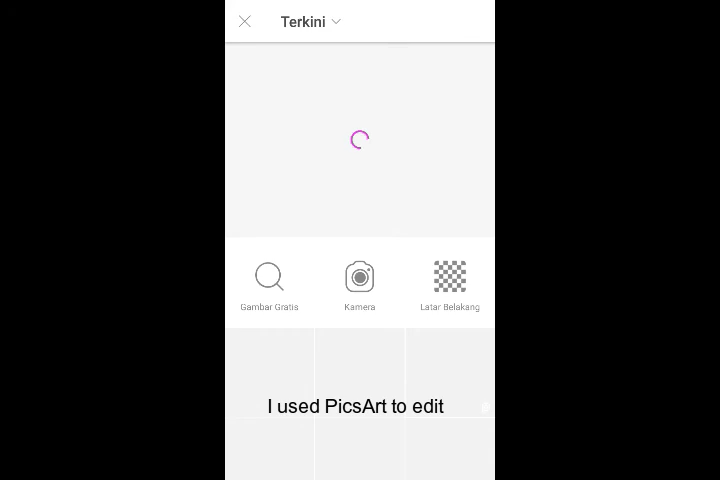 Terkini
Gambar Gratis
Kamera
Latar Belakang
I used PicsArt to edit